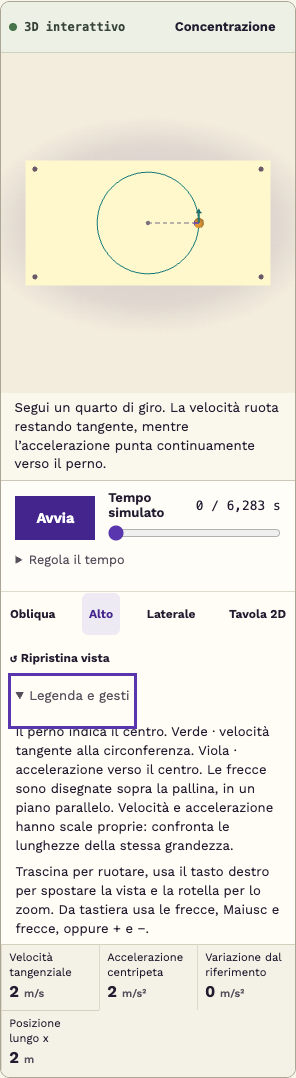 3D interattivo
Concentrazione
Segui un quarto di giro. La velocità ruota
restando tangente, mentre
l’accelerazione punta continuamente
verso il perno.
Avvia
Tempo
simulato
0 / 6,283 s
▶ Regola il tempo
Obliqua
Alto
Laterale
Tavola 2D
↺ Ripristina vista
▼ Legenda e gesti
Il perno indica il centro. Verde · velocità
tangente alla circonferenza. Viola ·
accelerazione verso il centro. Le frecce
sono disegnate sopra la pallina, in un
piano parallelo. Velocità e accelerazione
hanno scale proprie: confronta le
lunghezze della stessa grandezza.
Trascina per ruotare, usa il tasto destro
per spostare la vista e la rotella per lo
zoom. Da tastiera usa le frecce, Maiusc e
frecce, oppure + e −.
Velocità
tangenziale
2 m/s
Accelerazione
centripeta
2 m/s²
Variazione dal
riferimento
0 m/s²
Posizione
lungo x
2 m